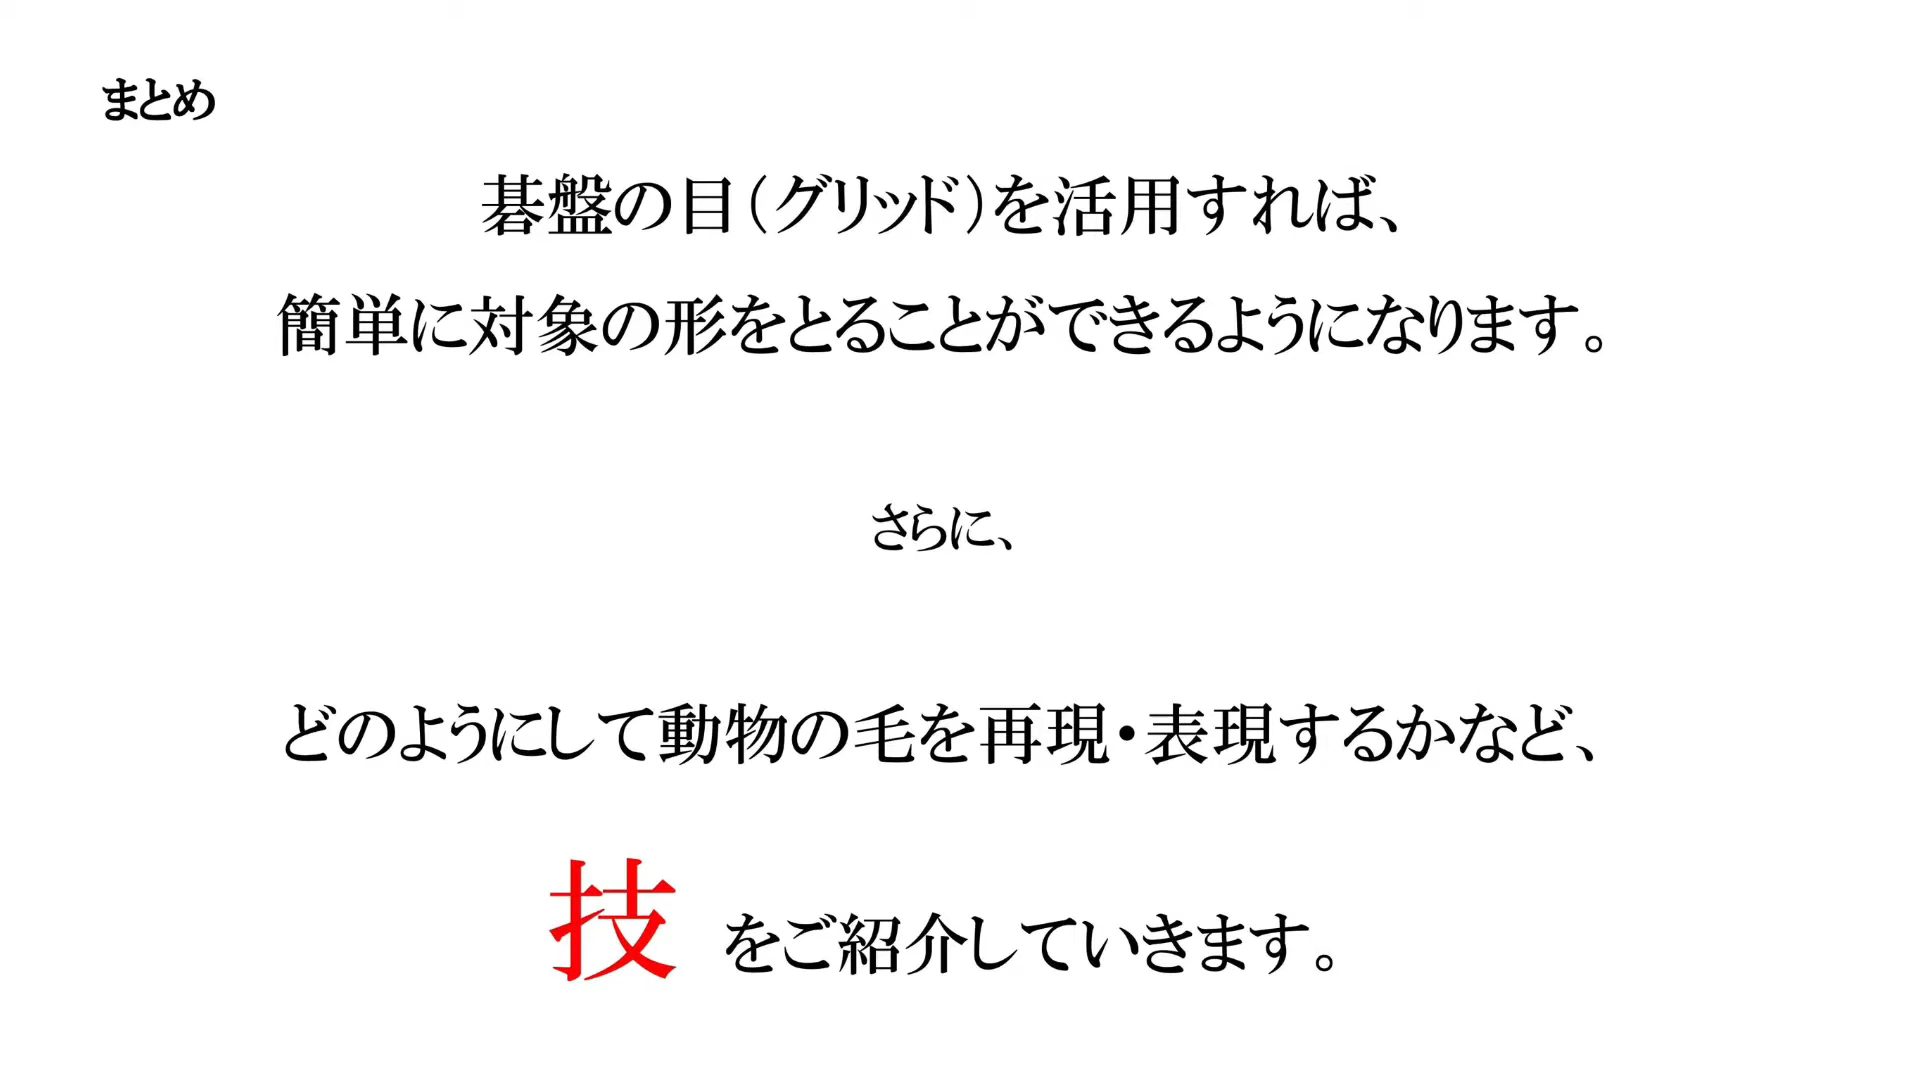 まとめ
碁盤の目（グリッド）を活用すれば、
簡単に対象の形をとることができるようになります。
さらに、
どのようにして動物の毛を再現・表現するかなど、
技 をご紹介していきます。